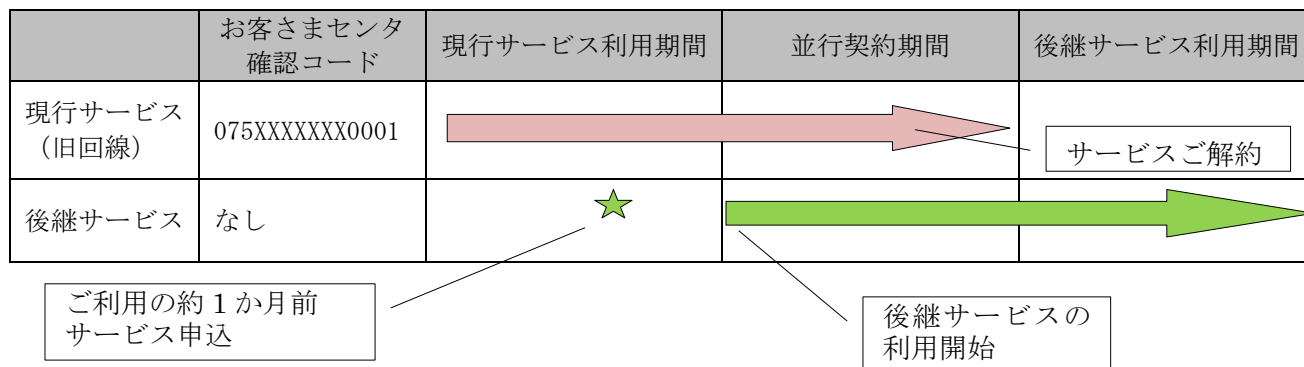 お客さまセンタ
確認コード
現行サービス利用期間
並行契約期間
後継サービス利用期間
現行サービス
（旧回線）
075XXXXXXX0001
サービスご解約
後継サービス
なし
ご利用の約１か月前
サービス申込
後継サービスの
利用開始